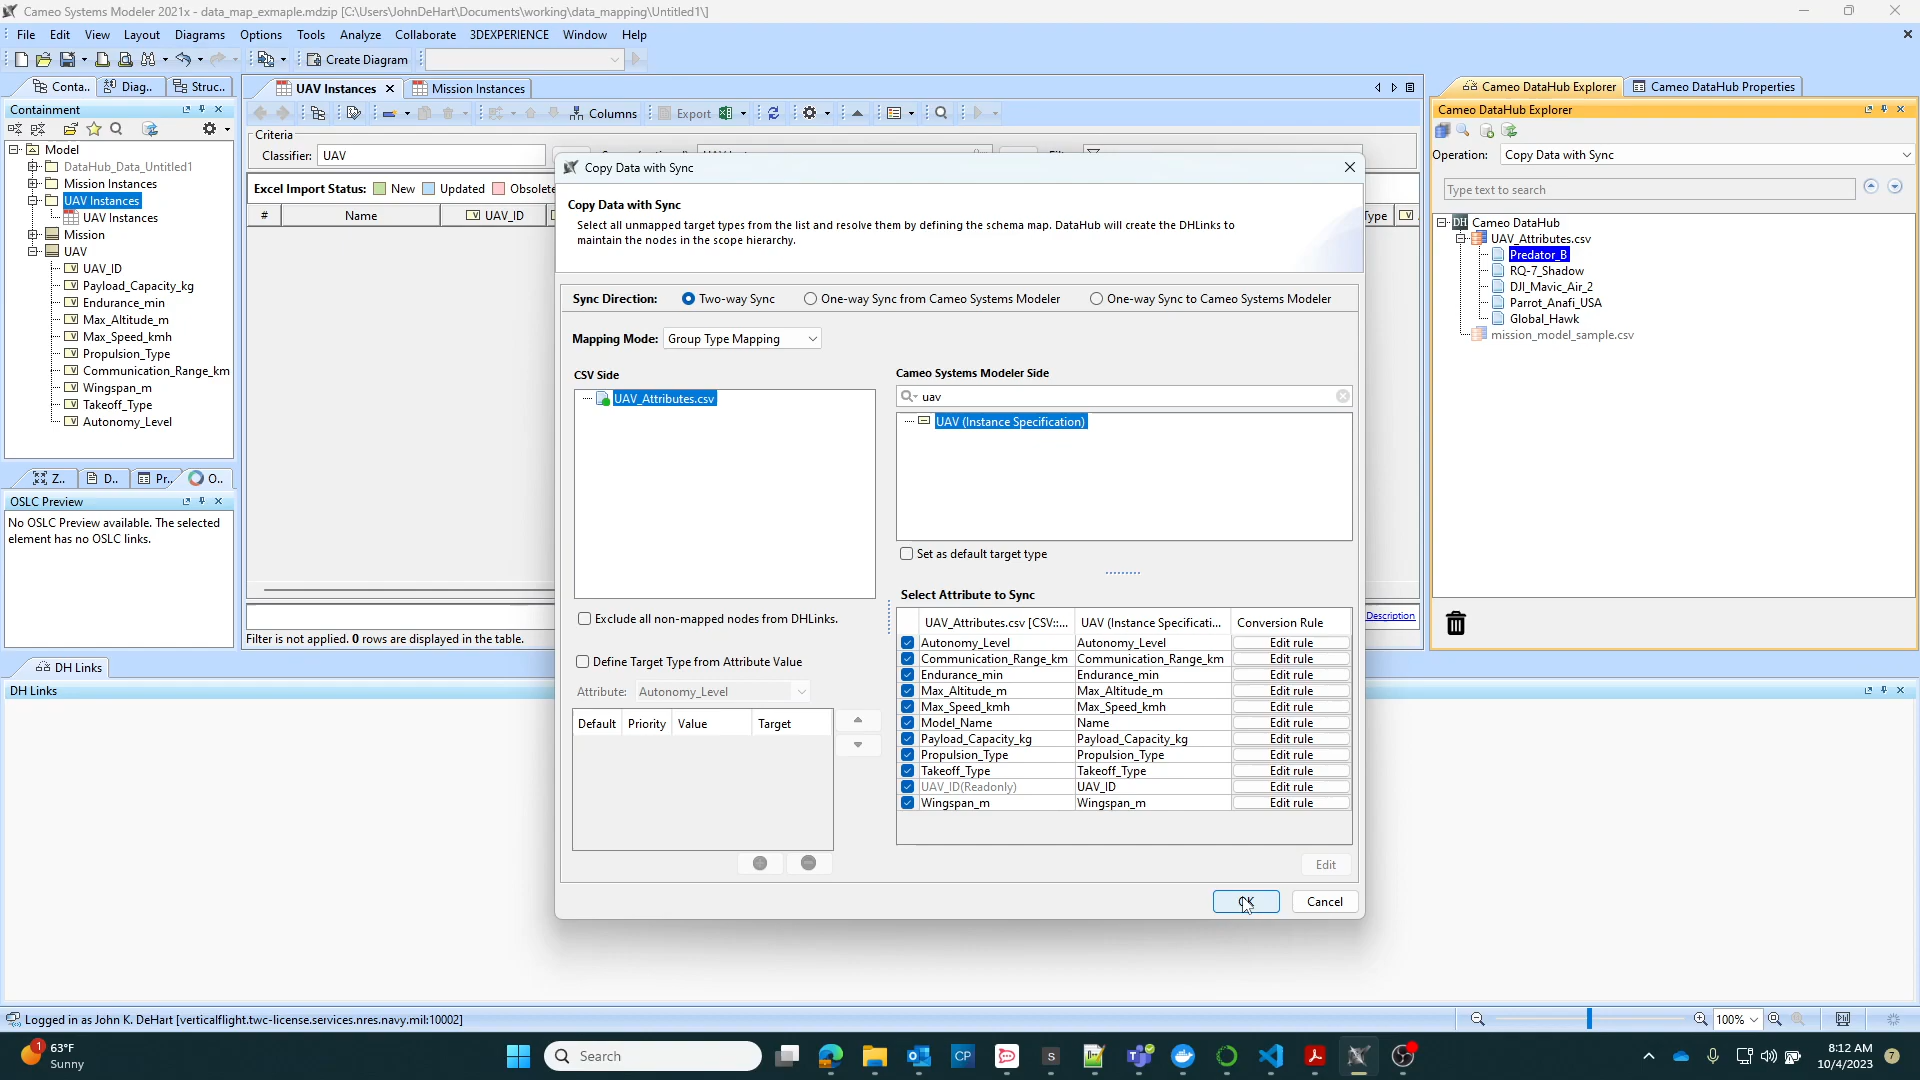 Cameo Systems Modeler 2021x - data_map_exmaple.mdzip [C:\Users\JohnDeHart\Documents\working\data_mapping\Untitled1\]
File Edit View Layout Diagrams Options Tools Analyze Collaborate 3DEXPERIENCE Window Help
Create Diagram
Conta.. Diag.. Struc..
UAV Instances Mission Instances
Cameo DataHub Explorer Cameo DataHub Properties
Containment
Cameo DataHub Explorer
Columns Export
Criteria
Classifier: UAV
Operation: Copy Data with Sync
Type text to search
Model
DataHub_Data_Untitled1
Mission Instances
UAV Instances
UAV Instances
Mission
UAV
UAV_ID
Payload_Capacity_kg
Endurance_min
Max_Altitude_m
Max_Speed_kmh
Propulsion_Type
Communication_Range_km
Wingspan_m
Takeoff_Type
Autonomy_Level
Excel Import Status: New Updated Obsolete
# Name UAV_ID
Type
Copy Data with Sync
Copy Data with Sync
Select all unmapped target types from the list and resolve them by defining the schema map. DataHub will create the DHLinks to
maintain the nodes in the scope hierarchy.
Sync Direction: Two-way Sync One-way Sync from Cameo Systems Modeler One-way Sync to Cameo Systems Modeler
Mapping Mode: Group Type Mapping
CSV Side
UAV_Attributes.csv
Cameo Systems Modeler Side
uav
UAV (Instance Specification)
Set as default target type
Exclude all non-mapped nodes from DHLinks.
Define Target Type from Attribute Value
Attribute: Autonomy_Level
Default Priority Value Target
Select Attribute to Sync
UAV_Attributes.csv [CSV::... UAV (Instance Specificati... Conversion Rule
Autonomy_Level Autonomy_Level Edit rule
Communication_Range_km Communication_Range_km Edit rule
Endurance_min Endurance_min Edit rule
Max_Altitude_m Max_Altitude_m Edit rule
Max_Speed_kmh Max_Speed_kmh Edit rule
Model_Name Name Edit rule
Payload_Capacity_kg Payload_Capacity_kg Edit rule
Propulsion_Type Propulsion_Type Edit rule
Takeoff_Type Takeoff_Type Edit rule
UAV_ID(Readonly) UAV_ID Edit rule
Wingspan_m Wingspan_m Edit rule
Edit
OK Cancel
Cameo DataHub
UAV_Attributes.csv
Predator_B
RQ-7_Shadow
DJI_Mavic_Air_2
Parrot_Anafi_USA
Global_Hawk
mission_model_sample.csv
Z.. D.. Pr.. O..
OSLC Preview
No OSLC Preview available. The selected
element has no OSLC links.
Description
Filter is not applied. 0 rows are displayed in the table.
DH Links
DH Links
Logged in as John K. DeHart [verticalflight.twc-license.services.nres.navy.mil:10002]
100%
1
63°F
Sunny
Search
CP
S
8:12 AM
10/4/2023
7